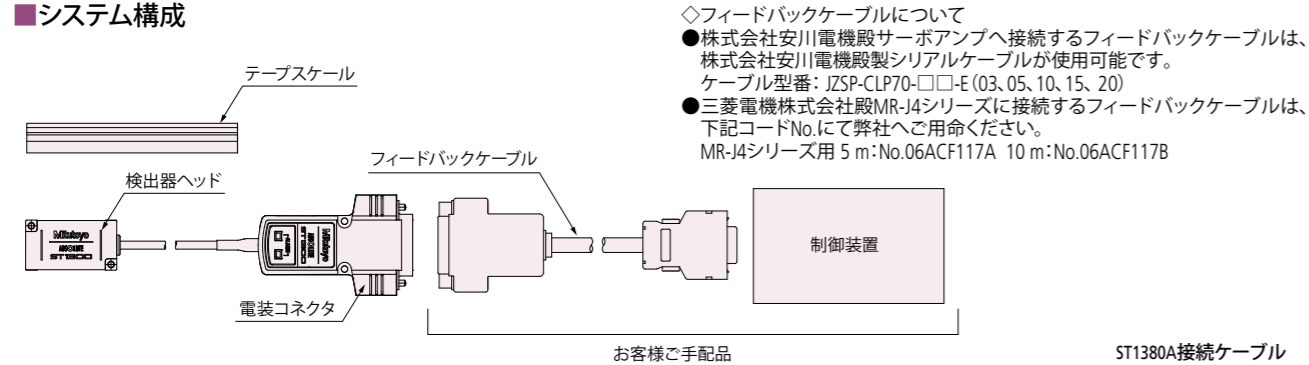 ■システム構成
テープスケール
検出器ヘッド
Mitutoyo
ABSOLUTE
ST1300
フィードバックケーブル
Mitutoyo
ABSOLUTE
ST1300
電装コネクタ
制御装置
お客様ご手配品
◇フィードバックケーブルについて
●株式会社安川電機殿サーボアンプへ接続するフィードバックケーブルは、
株式会社安川電機殿製シリアルケーブルが使用可能です。
ケーブル型番： JZSP-CLP70-□□-E（03、05、10、15、20）
●三菱電機株式会社殿MR-J4シリーズに接続するフィードバックケーブルは、
下記コードNo.にて弊社へご用命ください。
MR-J4シリーズ用 5 m：No.06ACF117A 10 m：No.06ACF117B
ST1380A接続ケーブル